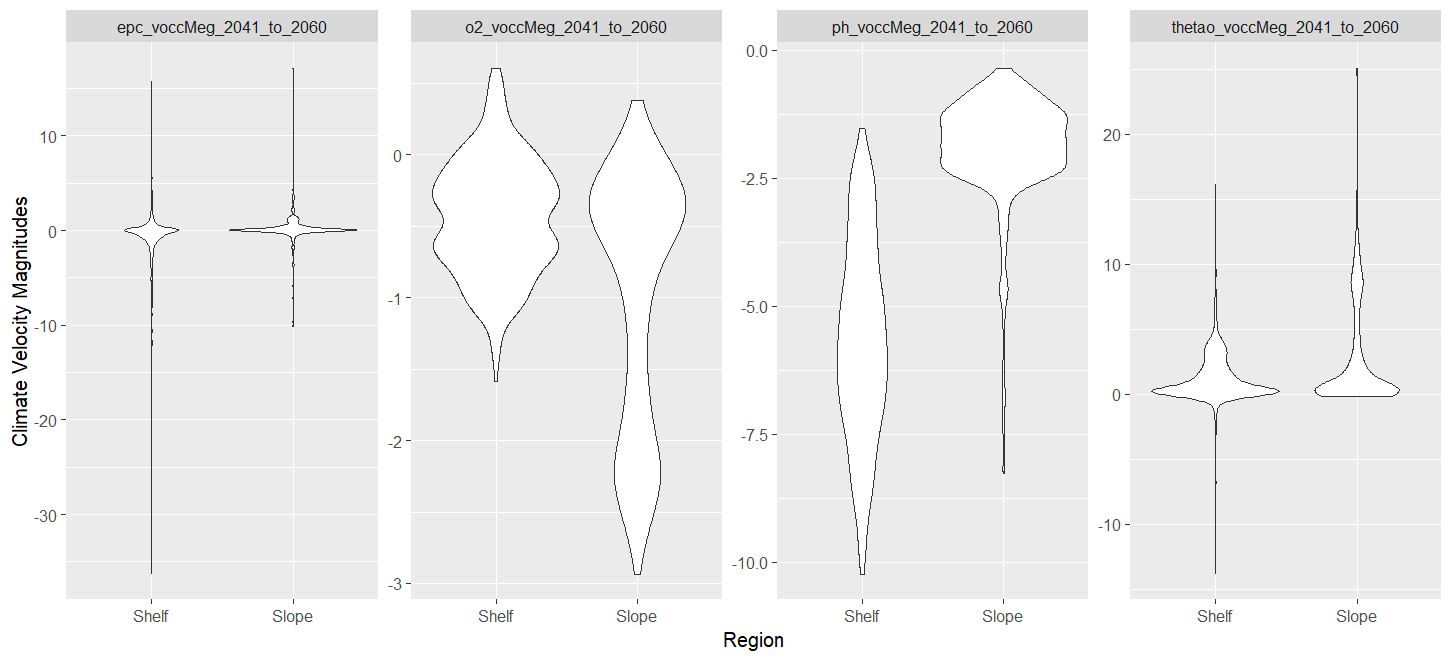 epc_voccMeg_2041_to_2060
o2_voccMeg_2041_to_2060
ph_voccMeg_2041_to_2060
thetao_voccMeg_2041_to_2060
Climate Velocity Magnitudes
10
0
-10
-20
-30
0
-1
-2
-3
0.0
-2.5
-5.0
-7.5
-10.0
20
10
0
-10
Shelf
Slope
Shelf
Slope
Shelf
Slope
Shelf
Slope
Region